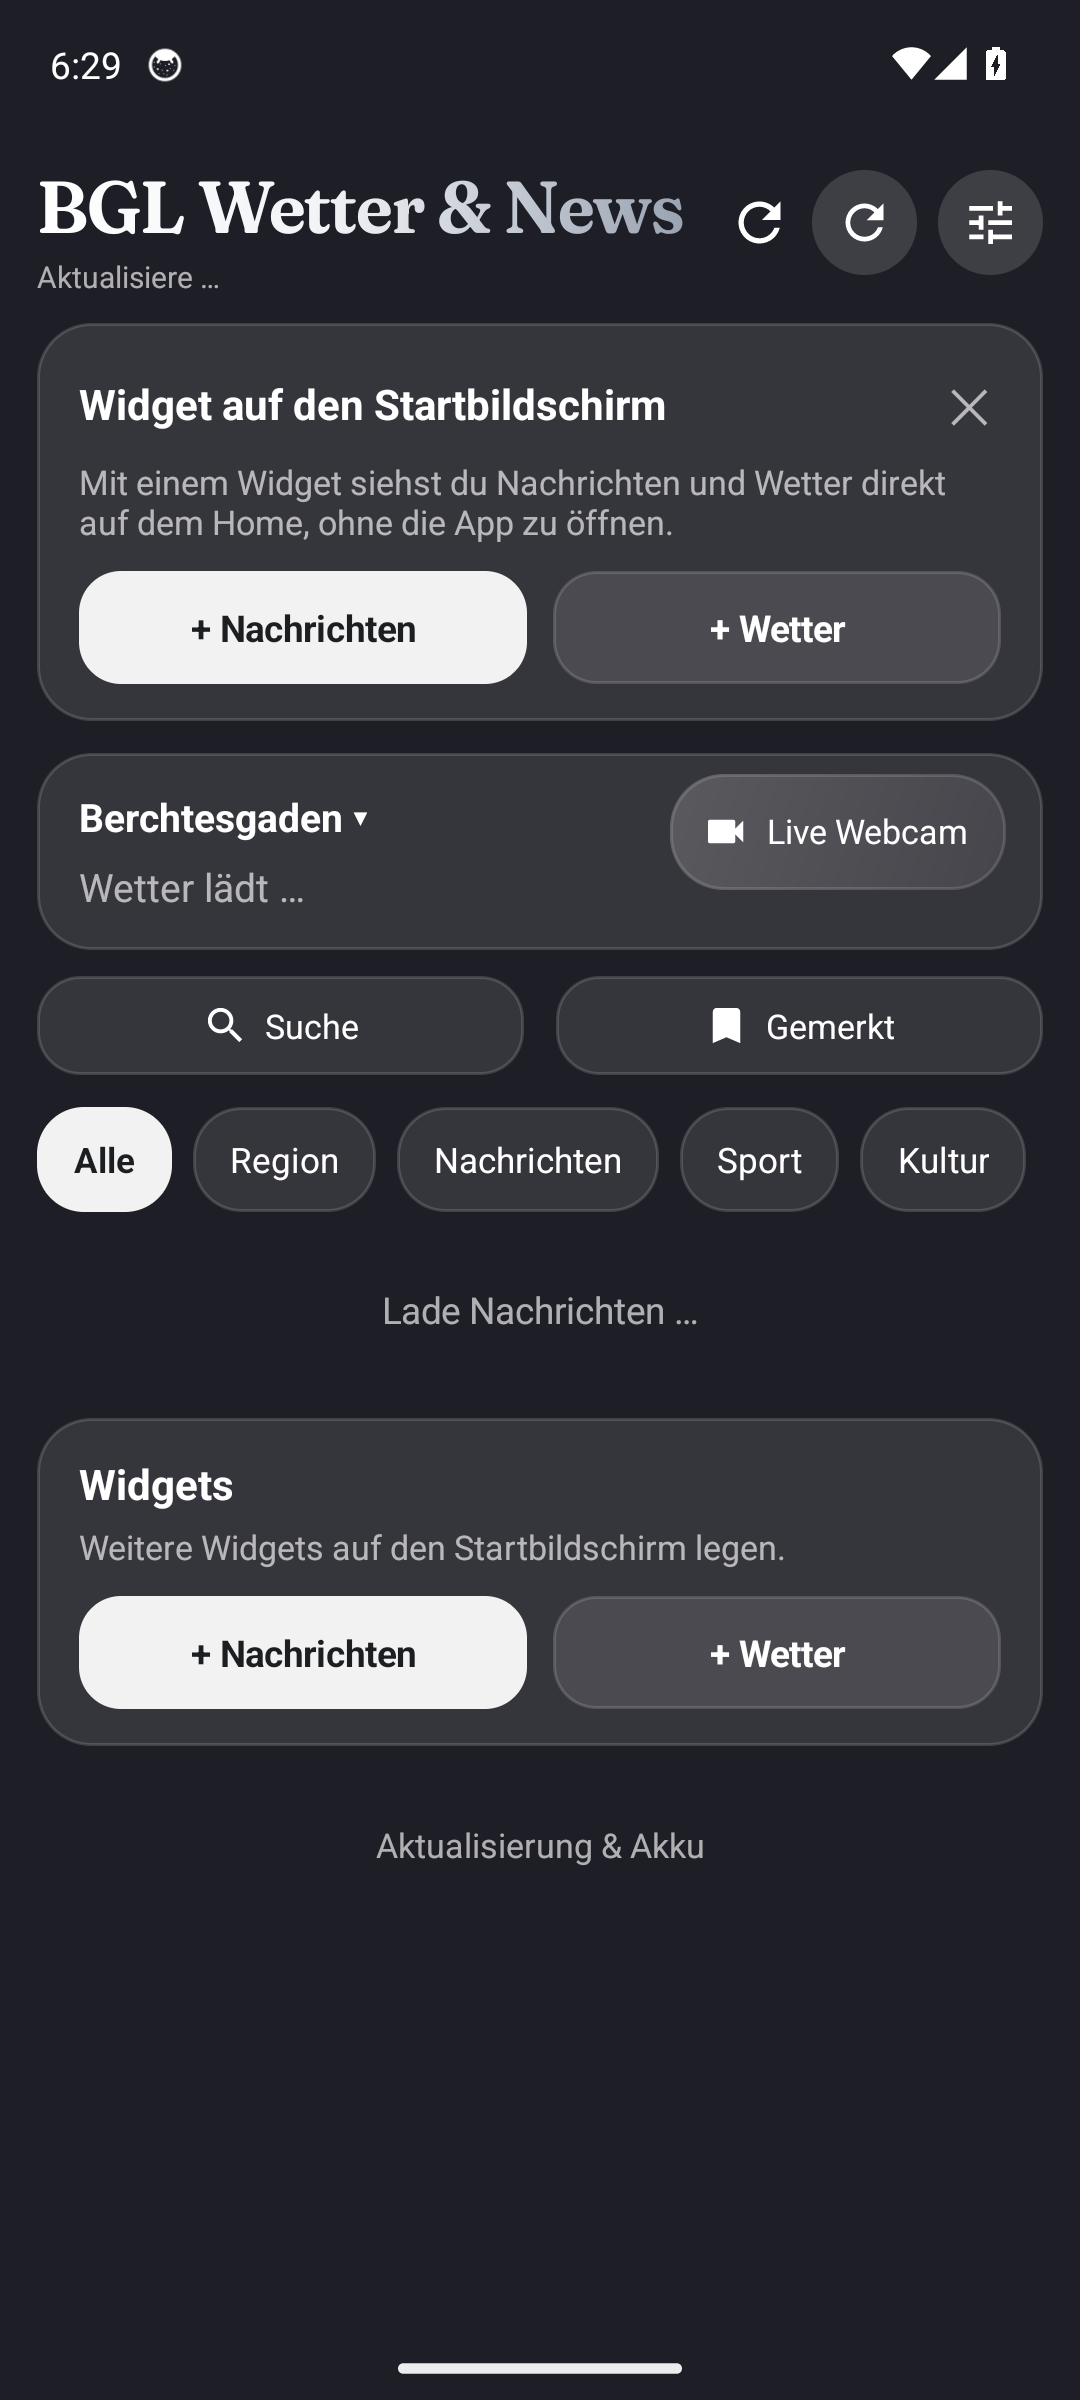 6:29
BGL Wetter & News
Aktualisiere ...
Widget auf den Startbildschirm
Mit einem Widget siehst du Nachrichten und Wetter direkt
auf dem Home, ohne die App zu öffnen.
+ Nachrichten
+ Wetter
Berchtesgaden ▾
Live Webcam
Wetter lädt ...
Suche
Gemerkt
Alle
Region
Nachrichten
Sport
Kultur
Lade Nachrichten ...
Widgets
Weitere Widgets auf den Startbildschirm legen.
+ Nachrichten
+ Wetter
Aktualisierung & Akku